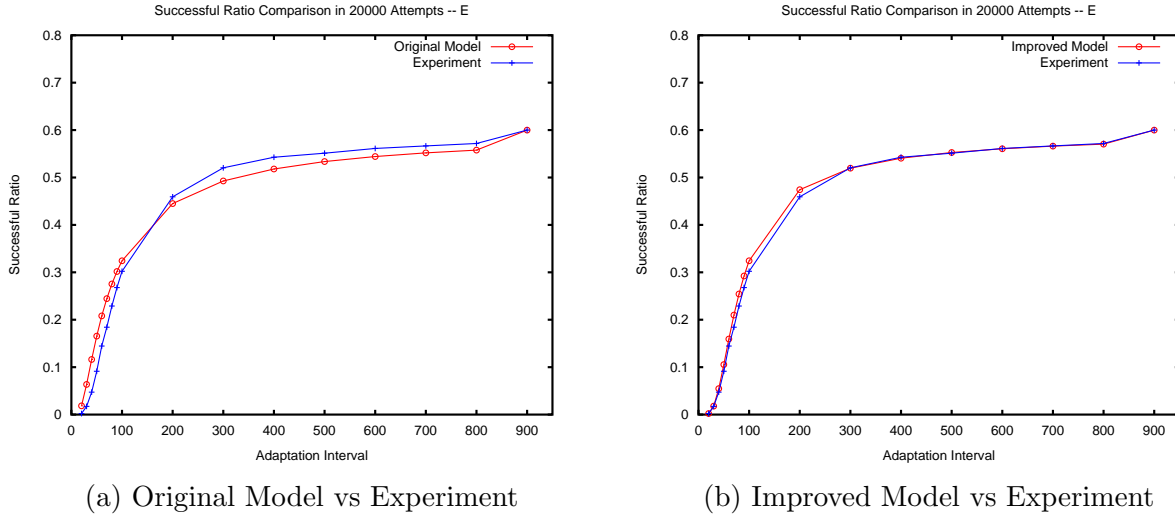 Successful Ratio Comparison in 20000 Attempts -- E
0.8
0.7
0.6
0.5
0.4
0.3
0.2
0.1
0
Successful Ratio
Original Model
Experiment
0 100 200 300 400 500 600 700 800 900
Adaptation Interval
(a) Original Model vs Experiment
Successful Ratio Comparison in 20000 Attempts -- E
0.8
0.7
0.6
0.5
0.4
0.3
0.2
0.1
0
Successful Ratio
Improved Model
Experiment
0 100 200 300 400 500 600 700 800 900
Adaptation Interval
(b) Improved Model vs Experiment